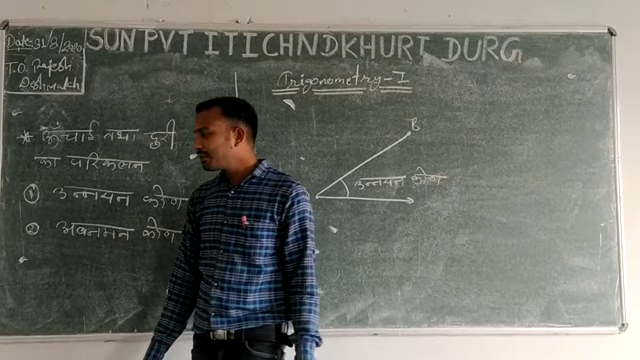 Date 31/8/2020
T.O Rajesh
Deshmukh
SUN PVT ITI CHNDKHURI DURG
Trigonometry-I
* ऊँचाई तथा दुरी
का परिकलन
① उन्नयन कोण
② अवनमन कोण
B
उन्नयन कोण